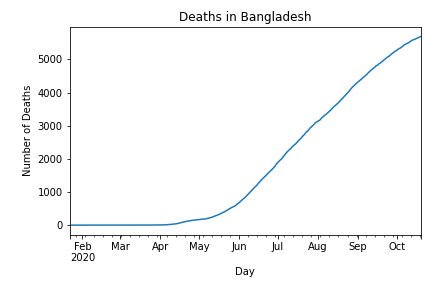 Deaths in Bangladesh
Number of Deaths
5000
4000
3000
2000
1000
0
Feb Mar Apr May Jun Jul Aug Sep Oct
2020
Day